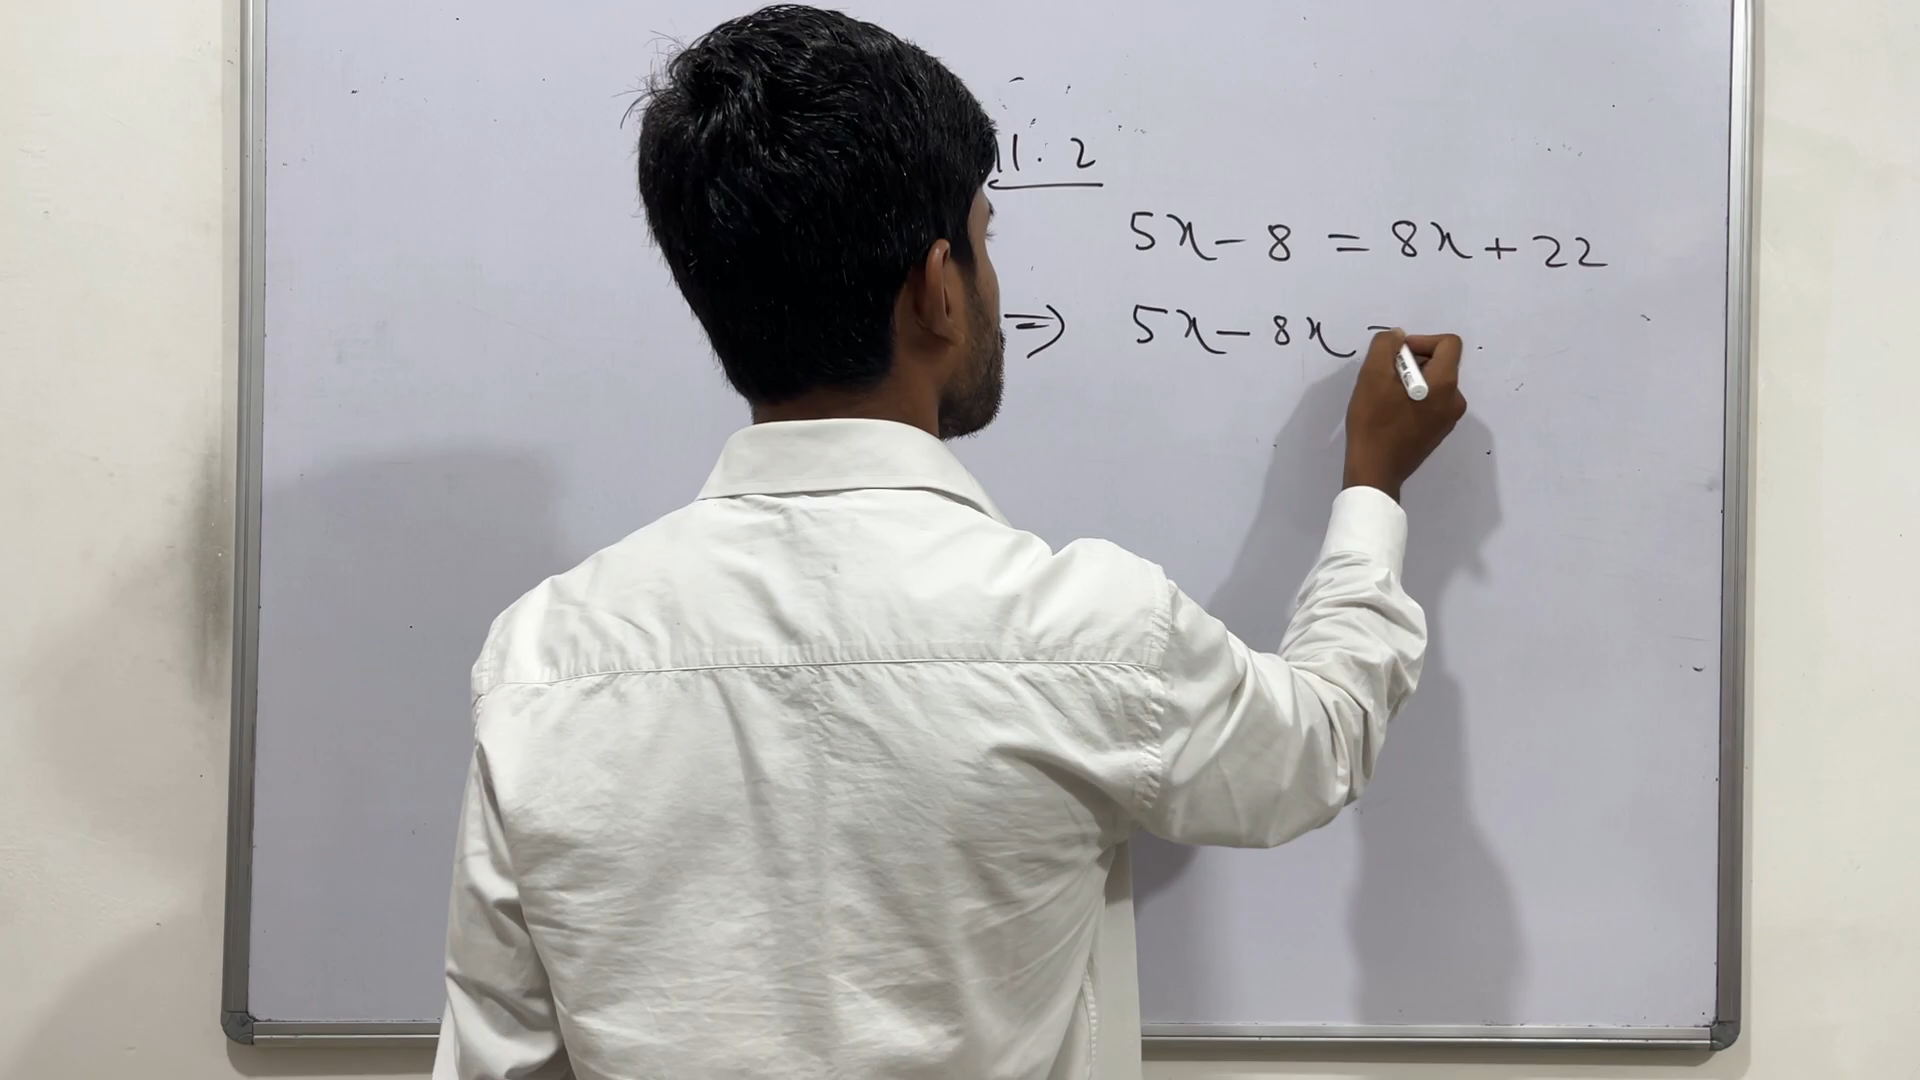 11.2
5x - 8 = 8x + 22
⇒ 5x - 8x =